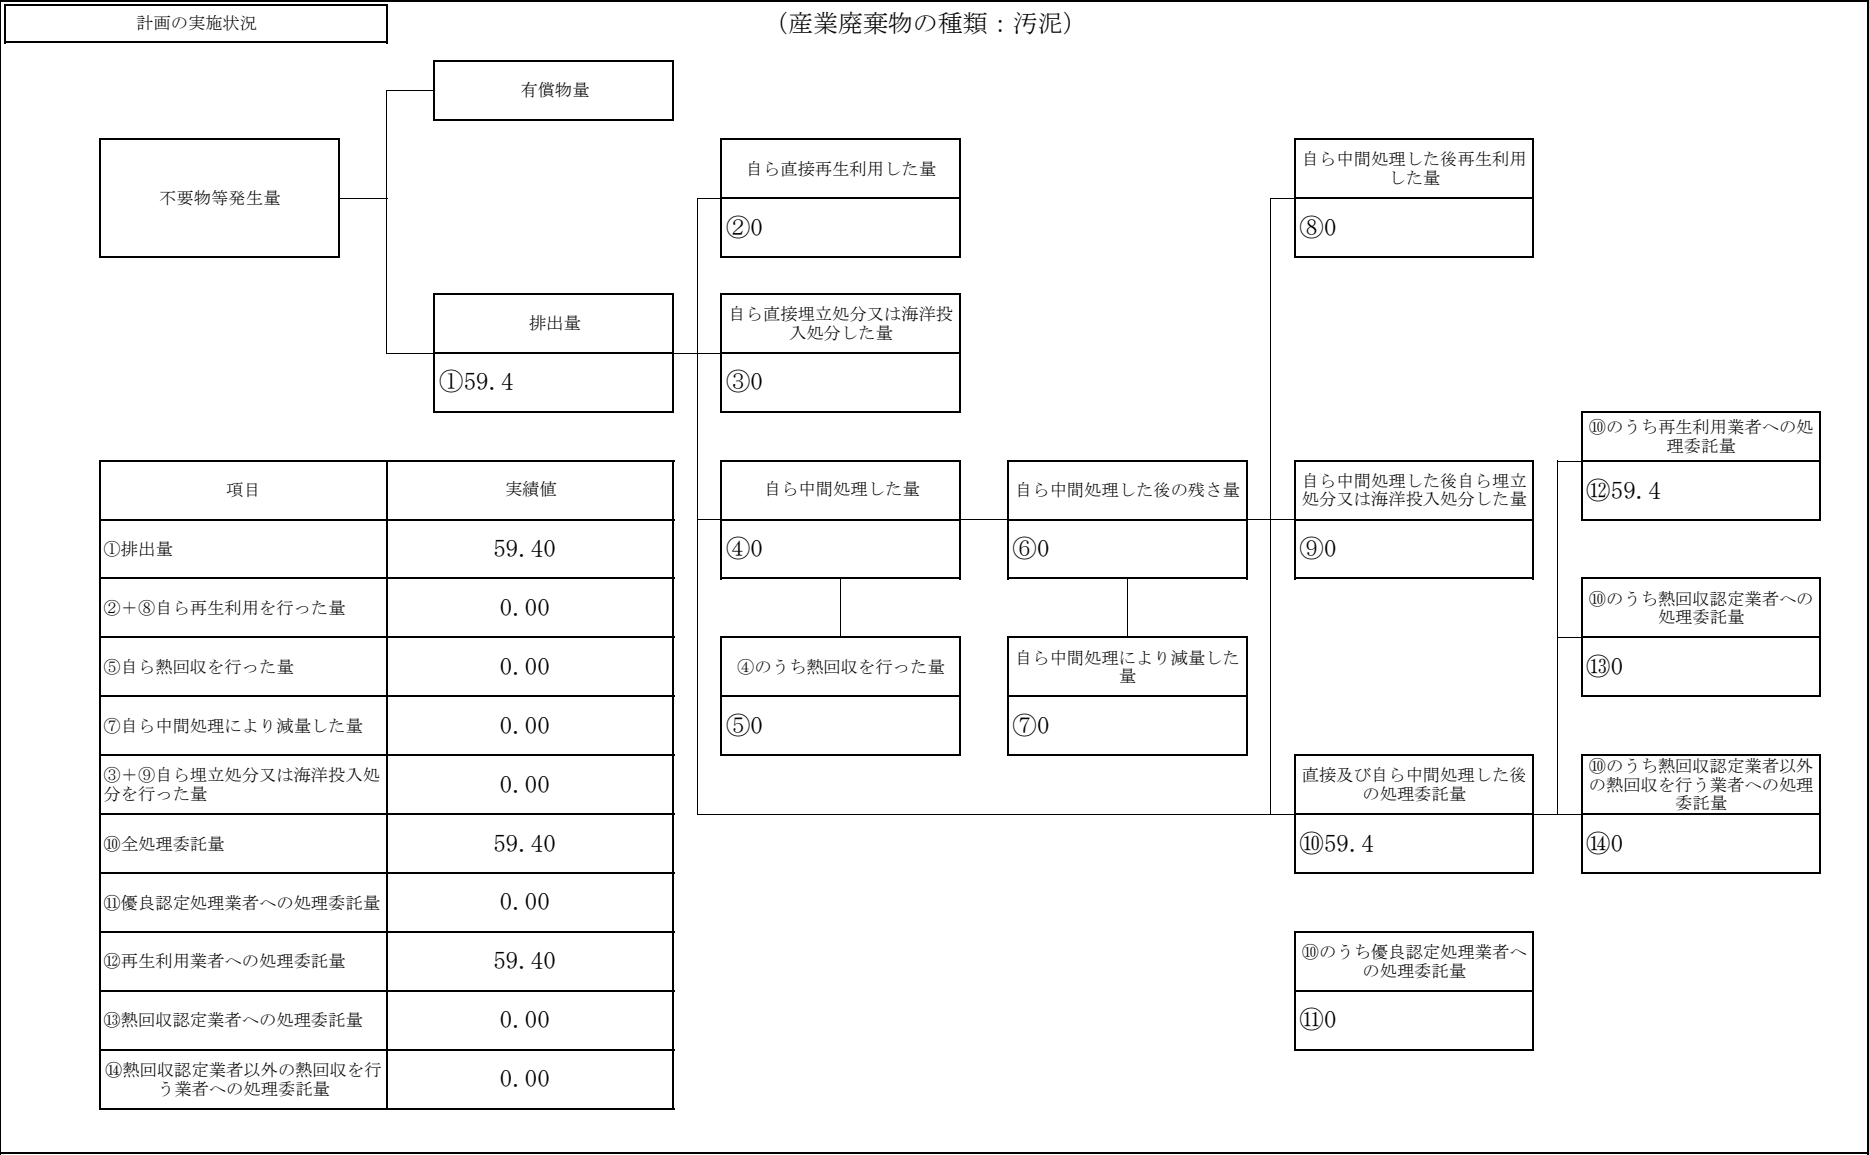 計画の実施状況
(産業廃棄物の種類:汚泥)
有償物量
不要物等発生量
自ら直接再生利用した量
②0
自ら中間処理した後再生利用
した量
⑧0
排出量
①59.4
自ら直接埋立処分又は海洋投
入処分した量
③0
⑩のうち再生利用業者への処
理委託量
⑫59.4
自ら中間処理した量
④0
自ら中間処理した後の残さ量
⑥0
自ら中間処理した後自ら埋立
処分又は海洋投入処分した量
⑨0
⑩のうち熱回収認定業者への
処理委託量
⑬0
④のうち熱回収を行った量
⑤0
自ら中間処理により減量した
量
⑦0
直接及び自ら中間処理した後
の処理委託量
⑩59.4
⑩のうち熱回収認定業者以外
の熱回収を行う業者への処理
委託量
⑭0
⑩のうち優良認定処理業者へ
の処理委託量
⑪0
項目 実績値
①排出量 59.40
②+⑧自ら再生利用を行った量 0.00
⑤自ら熱回収を行った量 0.00
⑦自ら中間処理により減量した量 0.00
③+⑨自ら埋立処分又は海洋投入処
分を行った量 0.00
⑩全処理委託量 59.40
⑪優良認定処理業者への処理委託量 0.00
⑫再生利用業者への処理委託量 59.40
⑬熱回収認定業者への処理委託量 0.00
⑭熱回収認定業者以外の熱回収を行
う業者への処理委託量 0.00